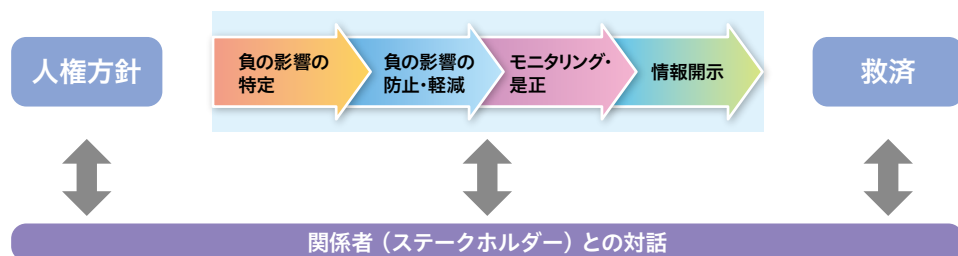 人権方針
負の影響の
特定
負の影響の
防止・軽減
モニタリング・
是正
情報開示
救済
関係者（ステークホルダー）との対話